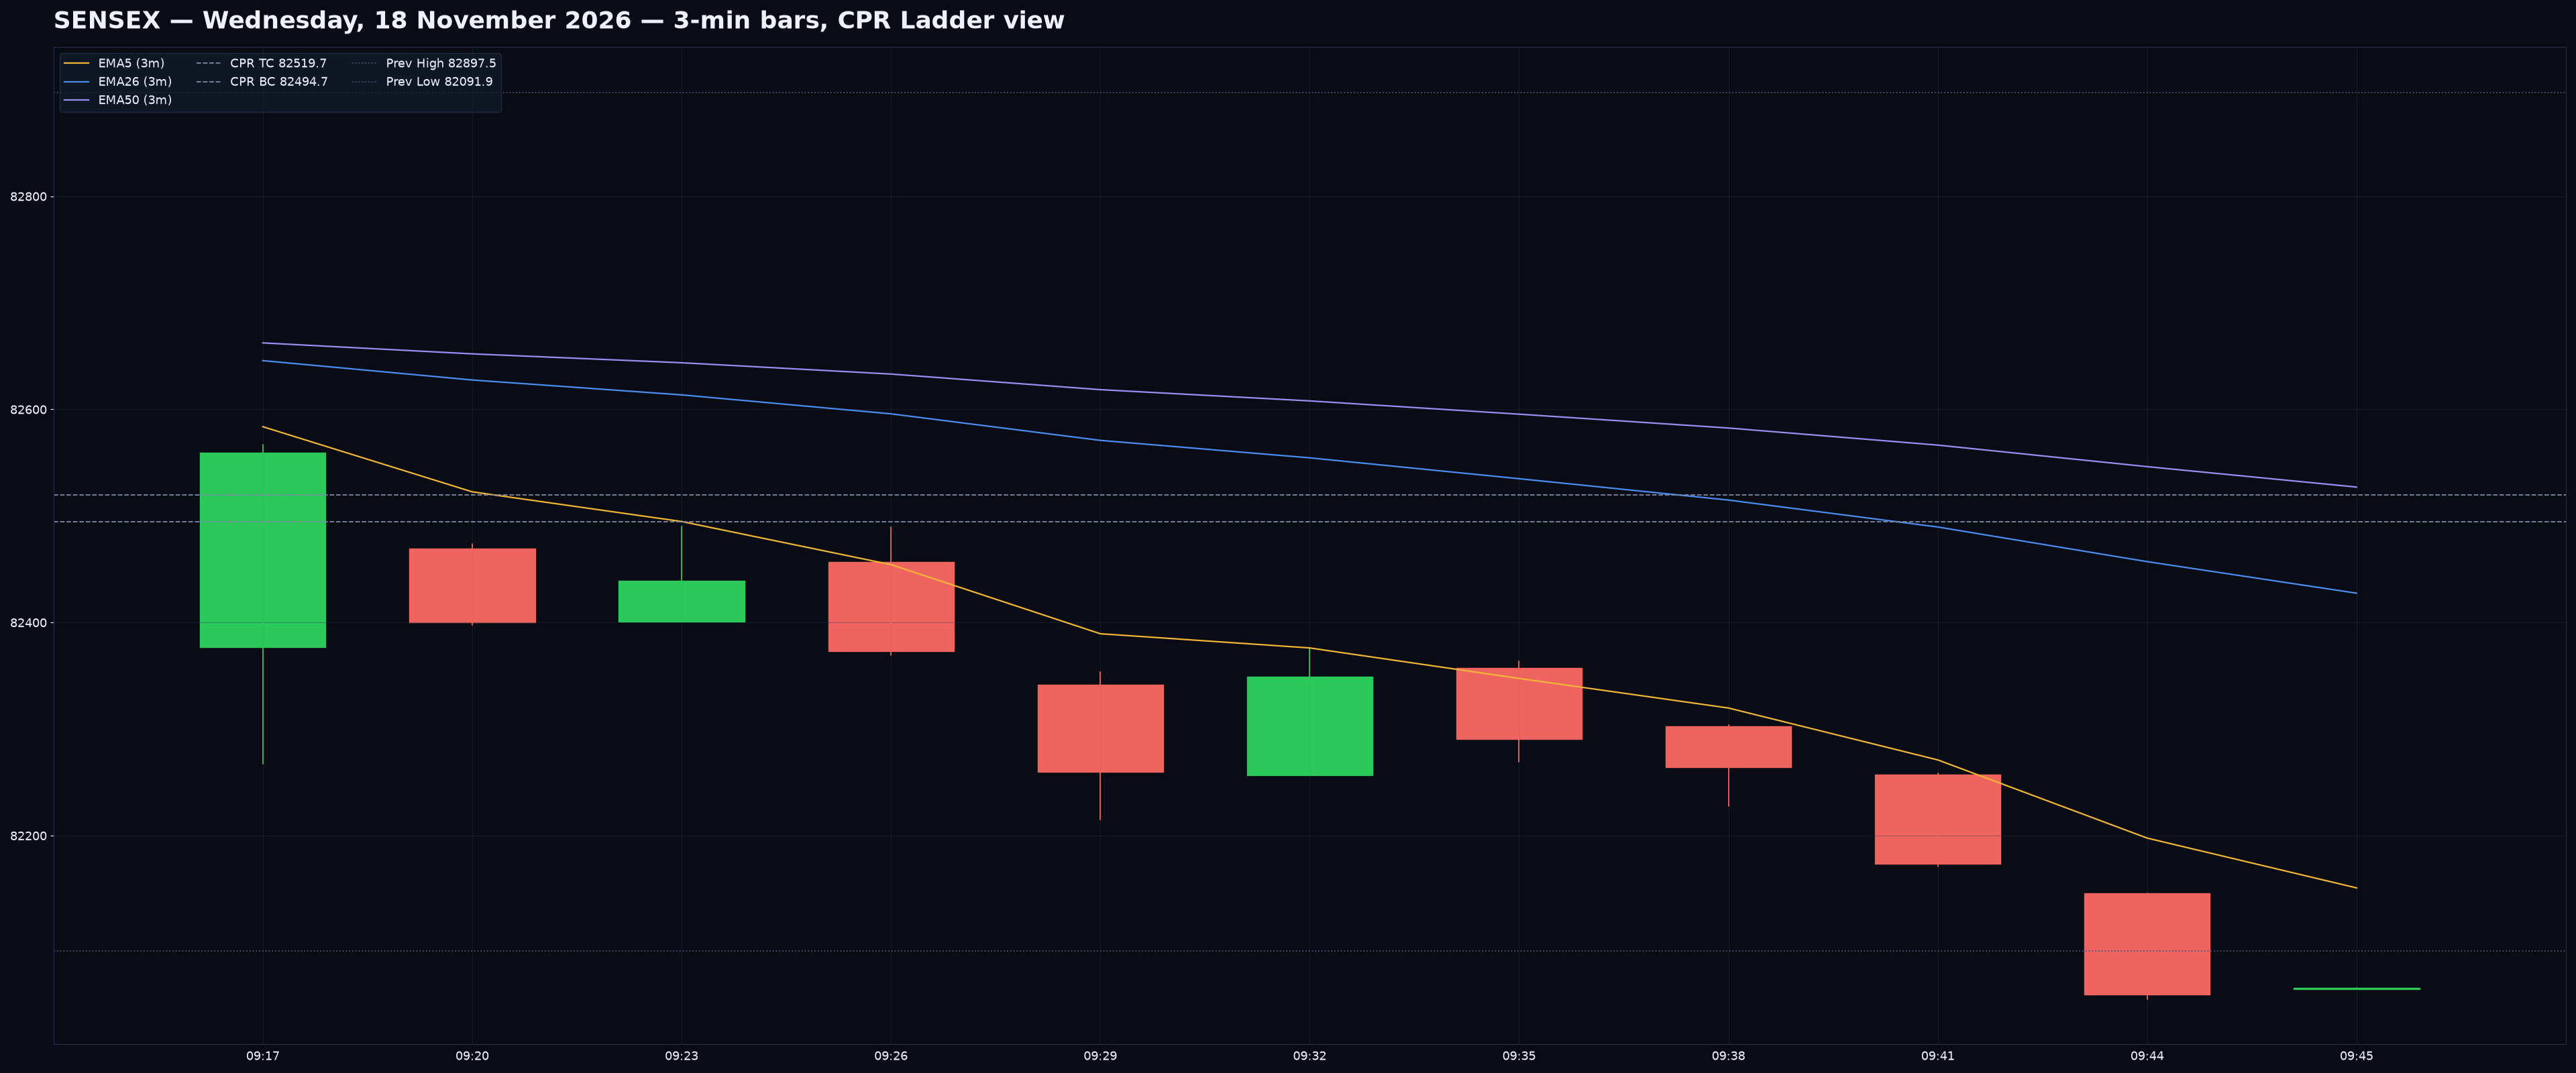 SENSEX — Wednesday, 18 November 2026 — 3-min bars, CPR Ladder view
EMA5 (3m)
EMA26 (3m)
EMA50 (3m)
CPR TC 82519.7
CPR BC 82494.7
Prev High 82897.5
Prev Low 82091.9
82800
82600
82400
82200
09:17 09:20 09:23 09:26 09:29 09:32 09:35 09:38 09:41 09:44 09:45